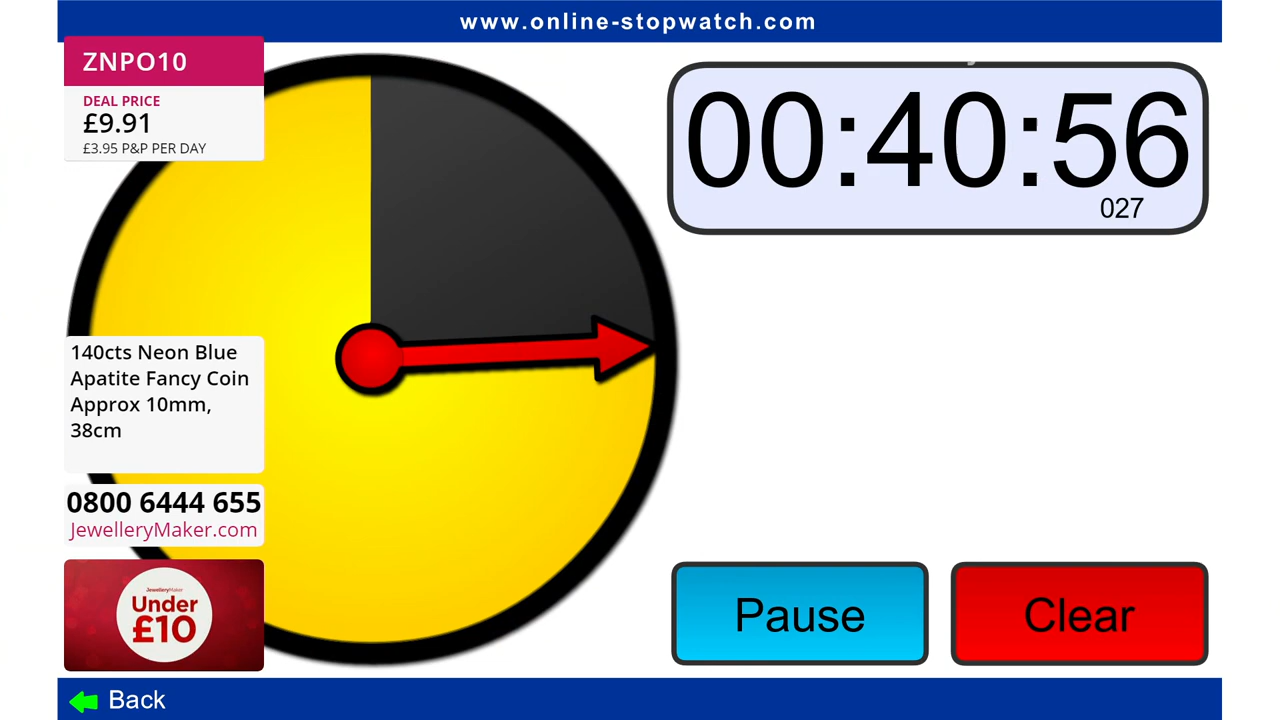 www.online-stopwatch.com
ZNPO10
DEAL PRICE
£9.91
£3.95 P&P PER DAY
00:40:56
027
140cts Neon Blue
Apatite Fancy Coin
Approx 10mm,
38cm
0800 6444 655
JewelleryMaker.com
JewelleryMaker
Under
£10
Pause
Clear
Back